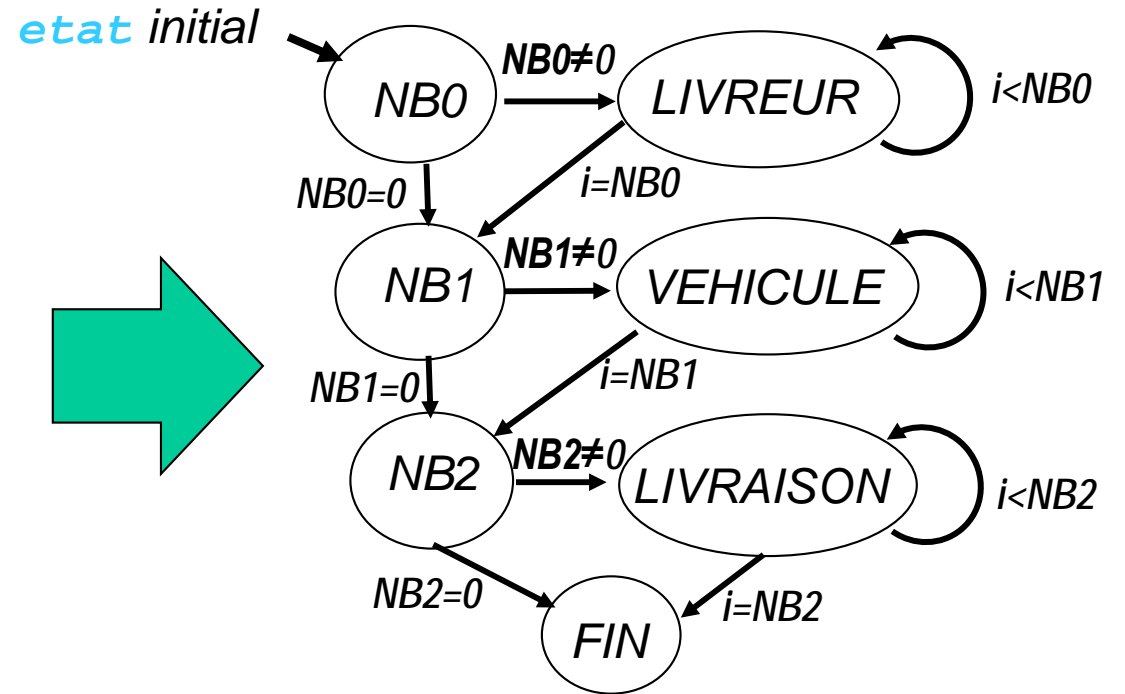 etat initial
NB0
NB0≠0
LIVREUR
i<NB0
NB0=0
i=NB0
NB1
NB1≠0
VEHICULE
i<NB1
NB1=0
i=NB1
NB2
NB2≠0
LIVRAISON
i<NB2
NB2=0
i=NB2
FIN